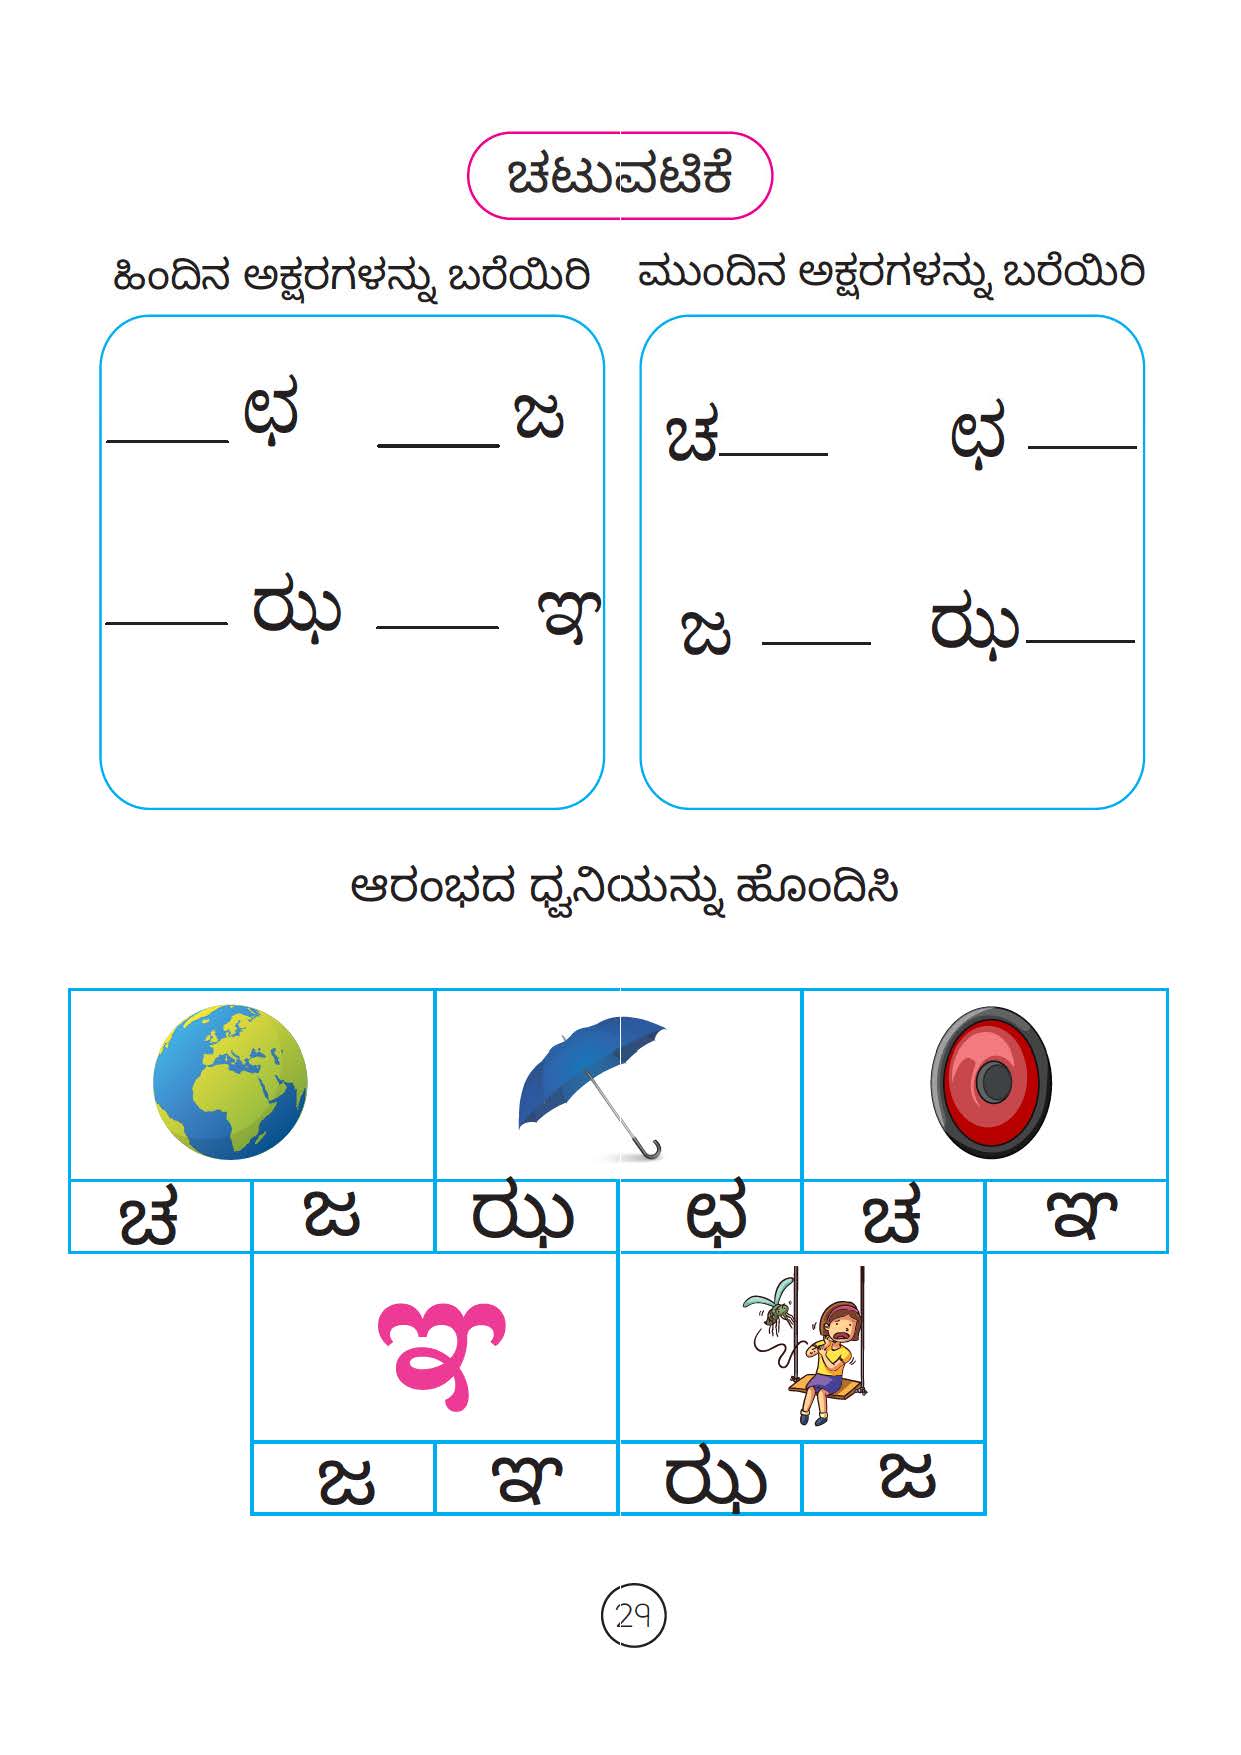 ಚಟುವಟಿಕೆ
ಹಿಂದಿನ ಅಕ್ಷರಗಳನ್ನು ಬರೆಯಿರಿ
____ ಛ ____ ಜ
____ ಝ ____ ಞ
ಮುಂದಿನ ಅಕ್ಷರಗಳನ್ನು ಬರೆಯಿರಿ
ಚ____ ಛ ____
ಜ ____ ಝ____
ಆರಂಭದ ಧ್ವನಿಯನ್ನು ಹೊಂದಿಸಿ
ಚ ಜ ಝ ಛ ಚ ಞ
ಞ
ಜ ಞ ಝ ಜ
29